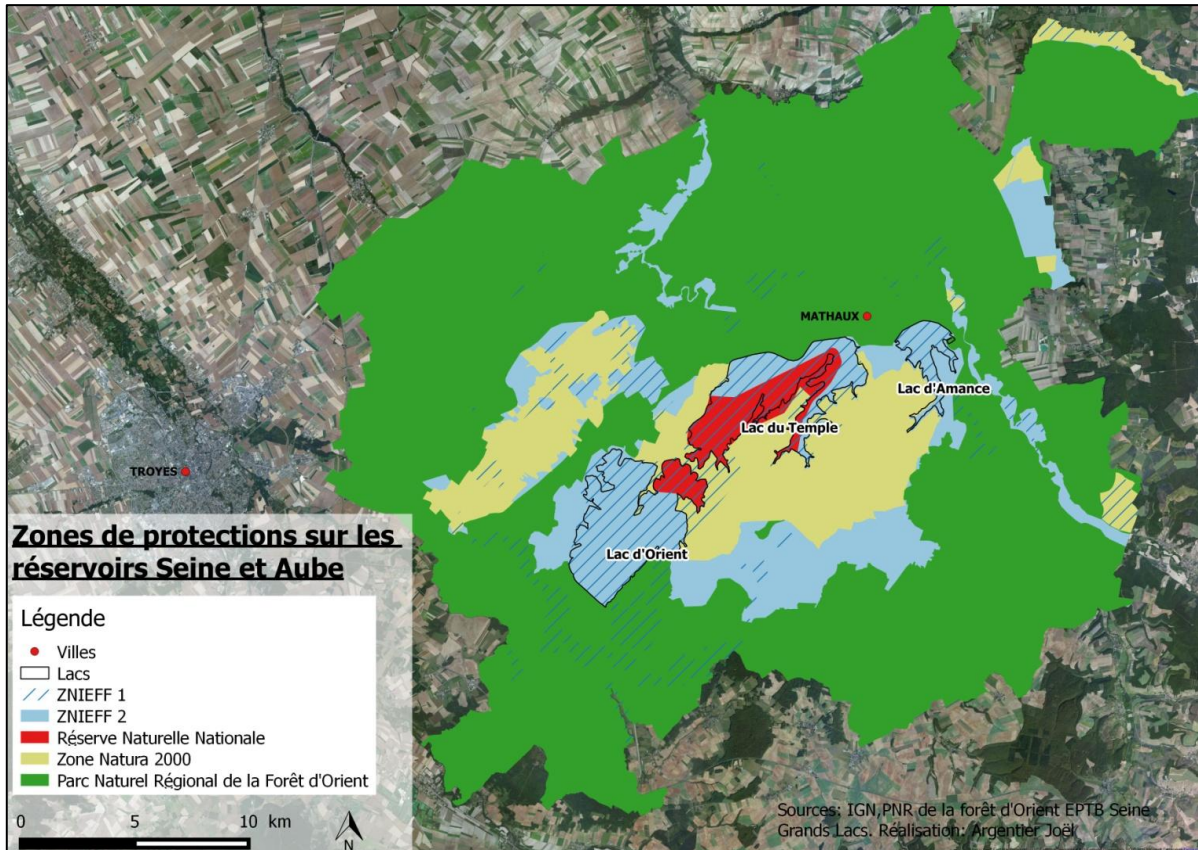 MATHAUX
Lac d'Amance
Lac du Temple
TROYES
Lac d'Orient
Zones de protections sur les
réservoirs Seine et Aube
Légende
Villes
Lacs
ZNIEFF 1
ZNIEFF 2
Réserve Naturelle Nationale
Zone Natura 2000
Parc Naturel Régional de la Forêt d'Orient
0 5 10 km
N
Sources: IGN,PNR de la forêt d'Orient EPTB Seine
Grands Lacs. Réalisation: Argentier Joël